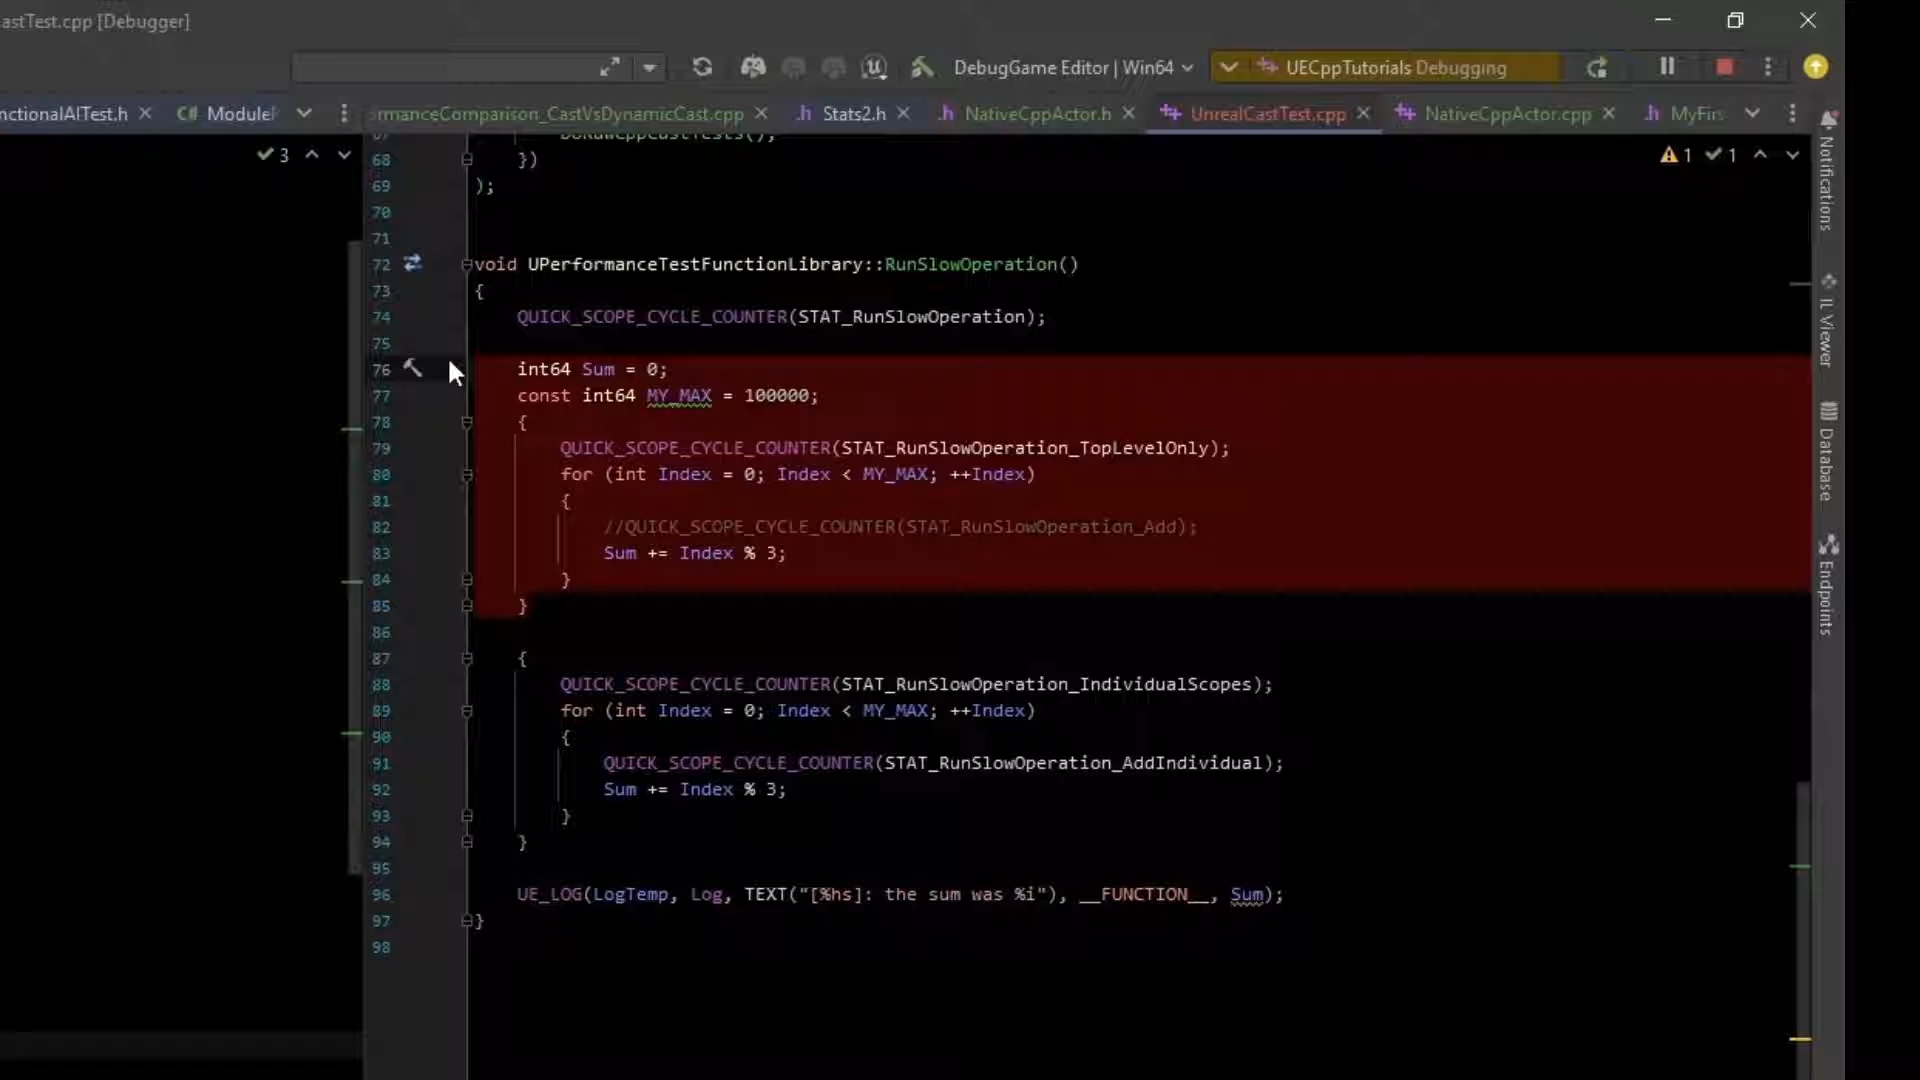 astTest.cpp [Debugger]
DebugGame Editor | Win64
UECppTutorials Debugging
nctionalAITest.h
C# Module
rmanceComparison_CastVsDynamicCast.cpp
.h Stats2.h
.h NativeCppActor.h
UnrealCastTest.cpp
NativeCppActor.cpp
.h MyFirs
3
1 1
Notifications
IL Viewer
Database
Endpoints
67 DoRawCppCastTests();
68 })
69 );
70
71
72 void UPerformanceTestFunctionLibrary::RunSlowOperation()
73 {
74 QUICK_SCOPE_CYCLE_COUNTER(STAT_RunSlowOperation);
75
76 int64 Sum = 0;
77 const int64 MY_MAX = 100000;
78 {
79 QUICK_SCOPE_CYCLE_COUNTER(STAT_RunSlowOperation_TopLevelOnly);
80 for (int Index = 0; Index < MY_MAX; ++Index)
81 {
82 //QUICK_SCOPE_CYCLE_COUNTER(STAT_RunSlowOperation_Add);
83 Sum += Index % 3;
84 }
85 }
86
87 {
88 QUICK_SCOPE_CYCLE_COUNTER(STAT_RunSlowOperation_IndividualScopes);
89 for (int Index = 0; Index < MY_MAX; ++Index)
90 {
91 QUICK_SCOPE_CYCLE_COUNTER(STAT_RunSlowOperation_AddIndividual);
92 Sum += Index % 3;
93 }
94 }
95
96 UE_LOG(LogTemp, Log, TEXT("[%hs]: the sum was %i"), __FUNCTION__, Sum);
97 }
98